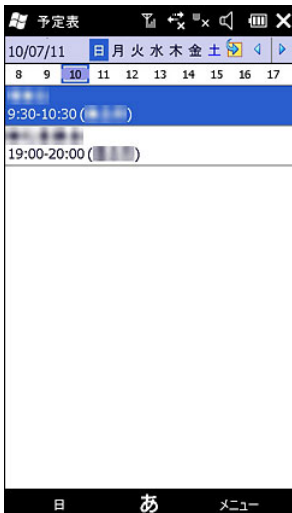 予定表
10/07/11 日 月 火 水 木 金 土
8 9 10 11 12 13 14 15 16 17
9:30-10:30 ( )
19:00-20:00 ( )
日 あ メニュー